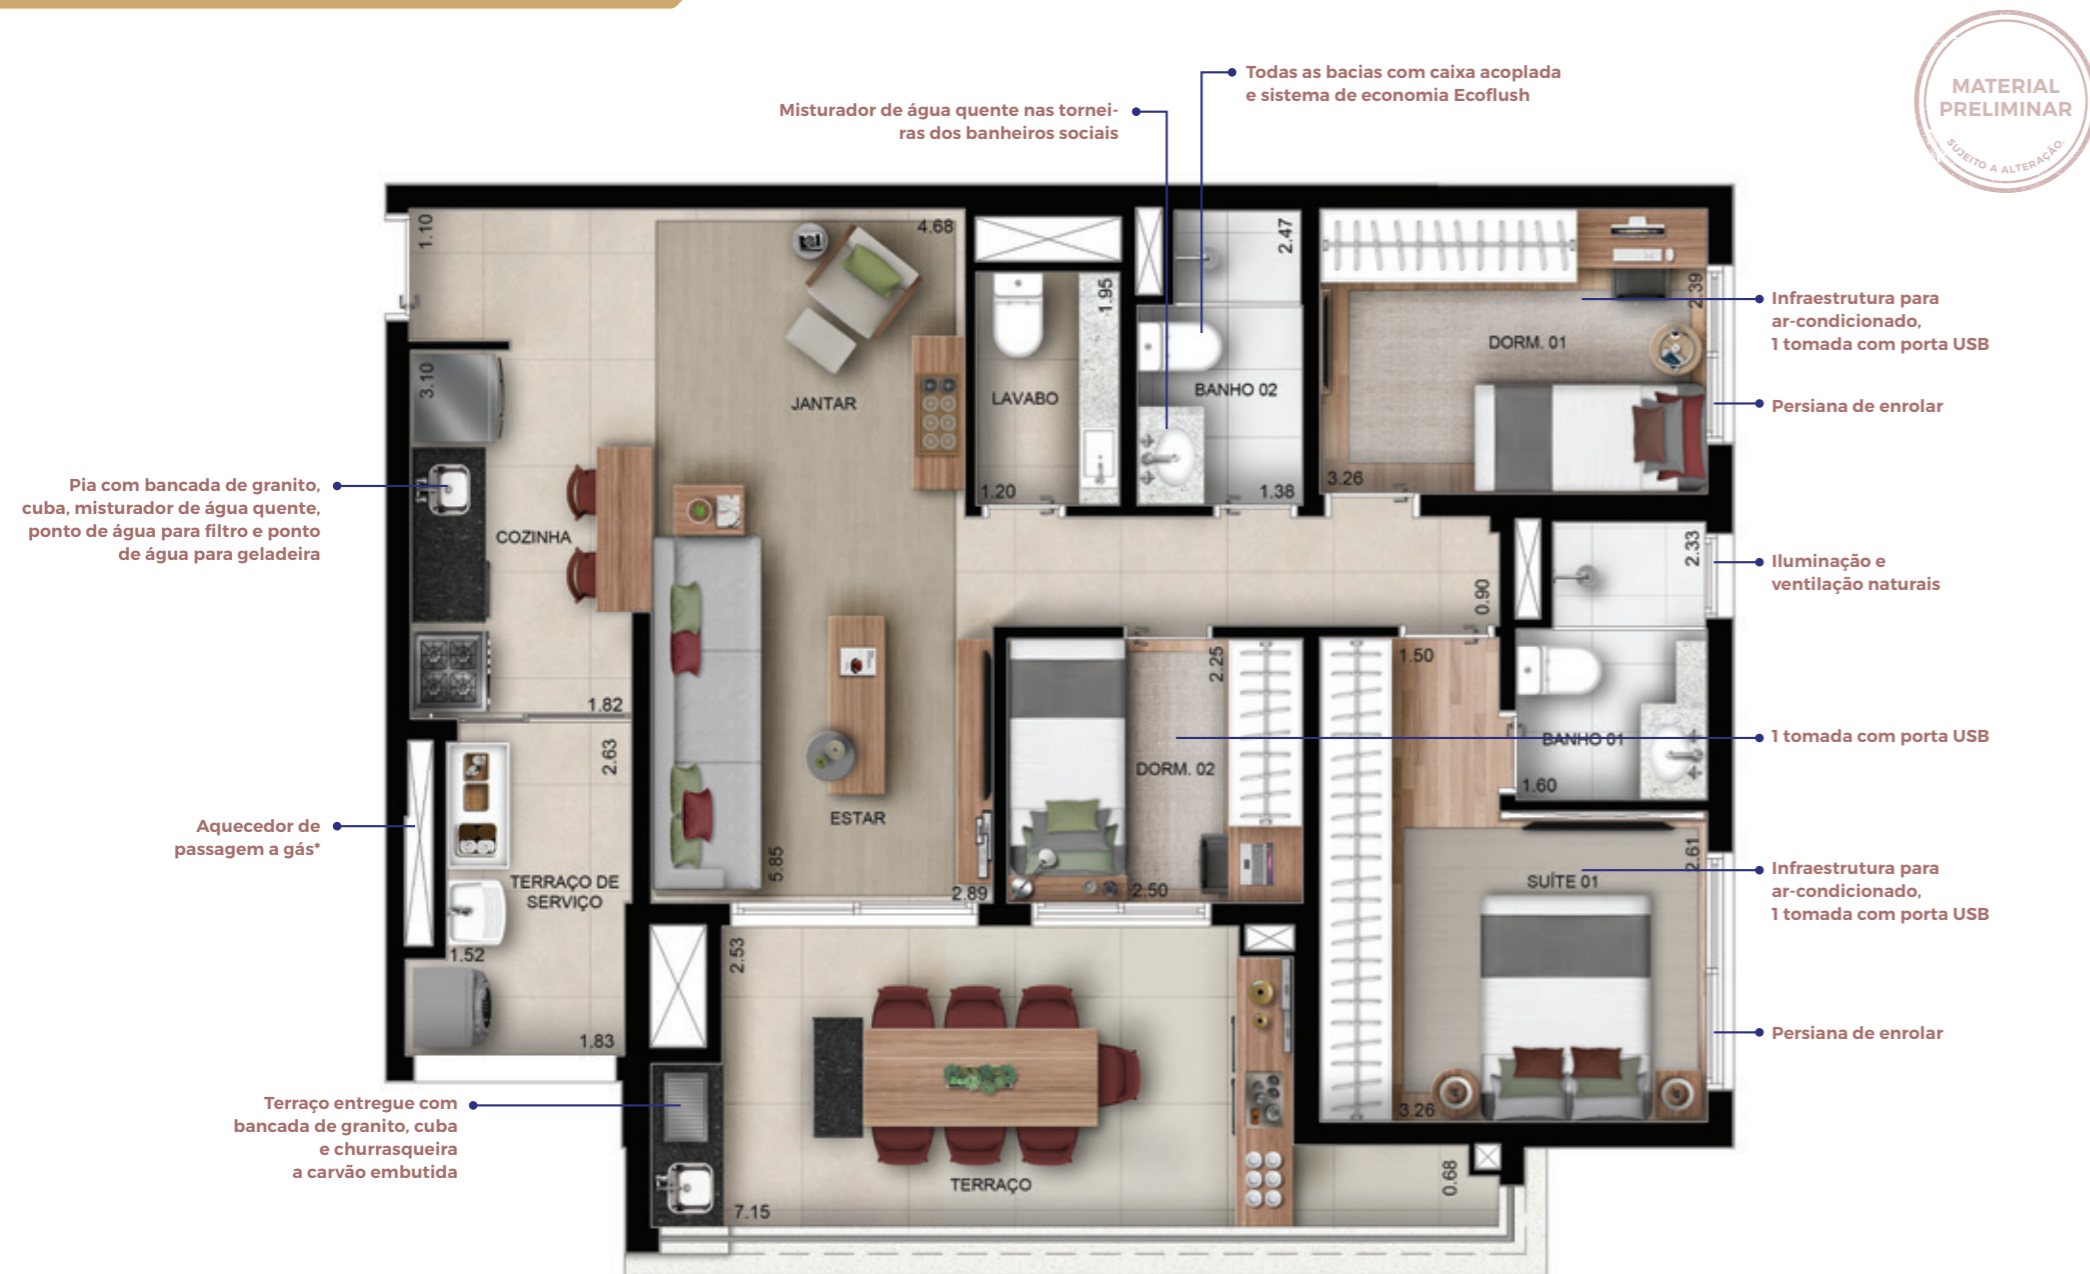 MATERIAL
PRELIMINAR
SUJEITO A ALTERAÇÃO.
Todas as bacias com caixa acoplada
e sistema de economia Ecoflush
Misturador de água quente nas tornei-
ras dos banheiros sociais
1.10
4.68
2.47
1.95
2.39
Infraestrutura para
ar-condicionado,
1 tomada com porta USB
DORM. 01
3.10
JANTAR
LAVABO
BANHO 02
Persiana de enrolar
3.26
1.20
1.38
Pia com bancada de granito,
cuba, misturador de água quente,
ponto de água para filtro e ponto
de água para geladeira
COZINHA
2.33
Iluminação e
ventilação naturais
0.90
1.50
2.25
1.82
2.63
BANHO 01
1 tomada com porta USB
DORM. 02
1.60
Aquecedor de
passagem a gás*
ESTAR
5.85
2.61
Infraestrutura para
ar-condicionado,
1 tomada com porta USB
TERRAÇO DE
SERVIÇO
SUÍTE 01
2.89
2.50
1.52
2.53
1.83
Persiana de enrolar
Terraço entregue com
bancada de granito, cuba
e churrasqueira
a carvão embutida
3.26
TERRAÇO
0.68
7.15